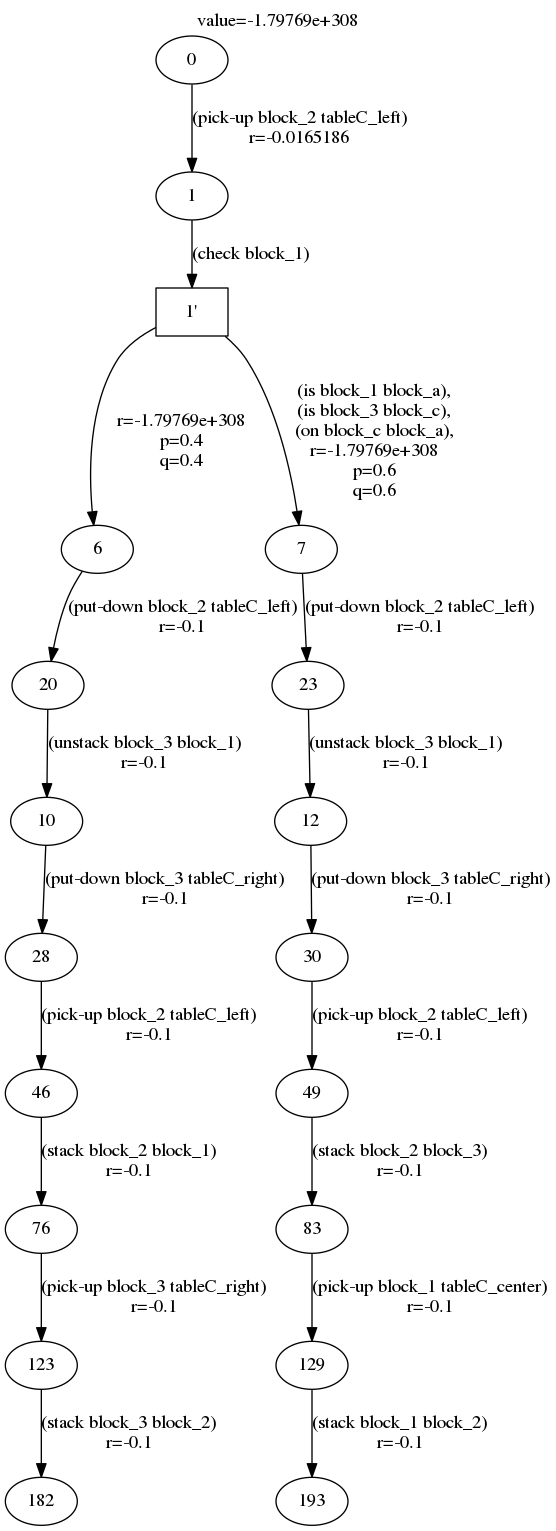 value=-1.79769e+308
0
(pick-up block_2 tableC_left)
r=-0.0165186
1
(check block_1)
1'
(is block_1 block_a),
(is block_3 block_c),
(on block_c block_a),
r=-1.79769e+308
p=0.6
q=0.6
r=-1.79769e+308
p=0.4
q=0.4
6
7
(put-down block_2 tableC_left)
r=-0.1
(put-down block_2 tableC_left)
r=-0.1
20
23
(unstack block_3 block_1)
r=-0.1
(unstack block_3 block_1)
r=-0.1
10
12
(put-down block_3 tableC_right)
r=-0.1
(put-down block_3 tableC_right)
r=-0.1
28
30
(pick-up block_2 tableC_left)
r=-0.1
(pick-up block_2 tableC_left)
r=-0.1
46
49
(stack block_2 block_1)
r=-0.1
(stack block_2 block_3)
r=-0.1
76
83
(pick-up block_3 tableC_right)
r=-0.1
(pick-up block_1 tableC_center)
r=-0.1
123
129
(stack block_3 block_2)
r=-0.1
(stack block_1 block_2)
r=-0.1
182
193